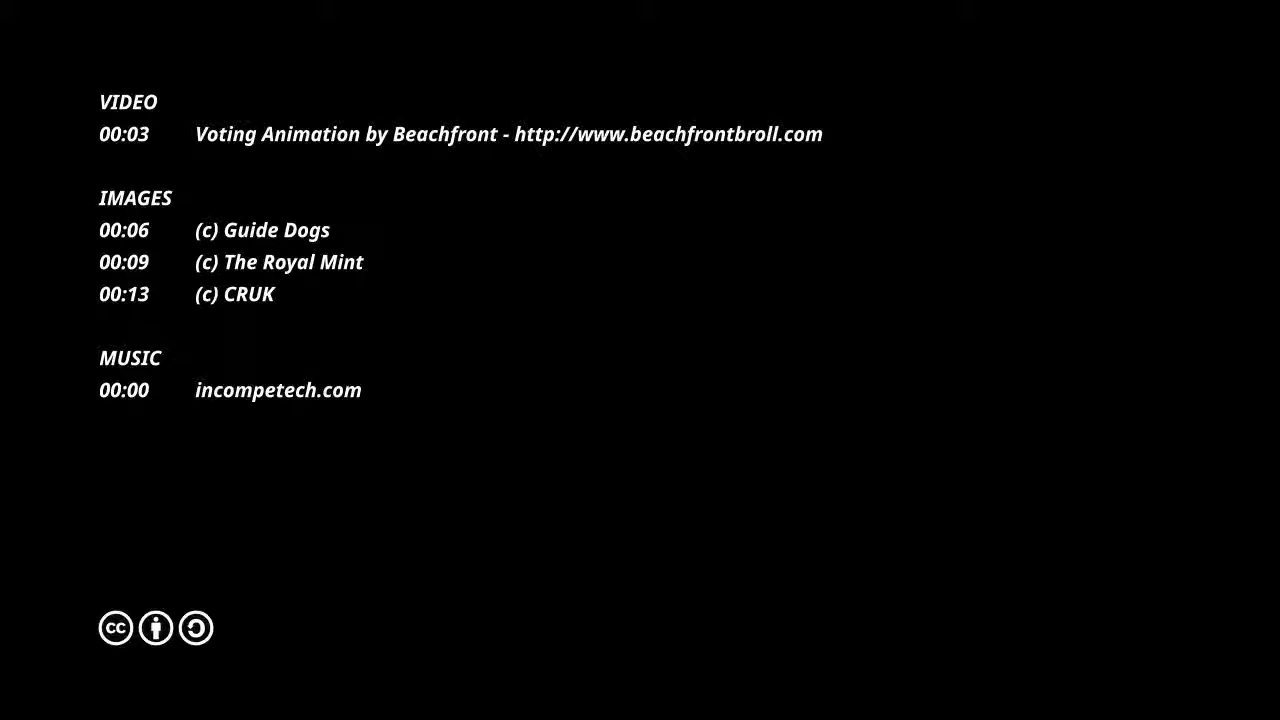 VIDEO
00:03 Voting Animation by Beachfront - http://www.beachfrontbroll.com
IMAGES
00:06 (c) Guide Dogs
00:09 (c) The Royal Mint
00:13 (c) CRUK
MUSIC
00:00 incompetech.com
cc